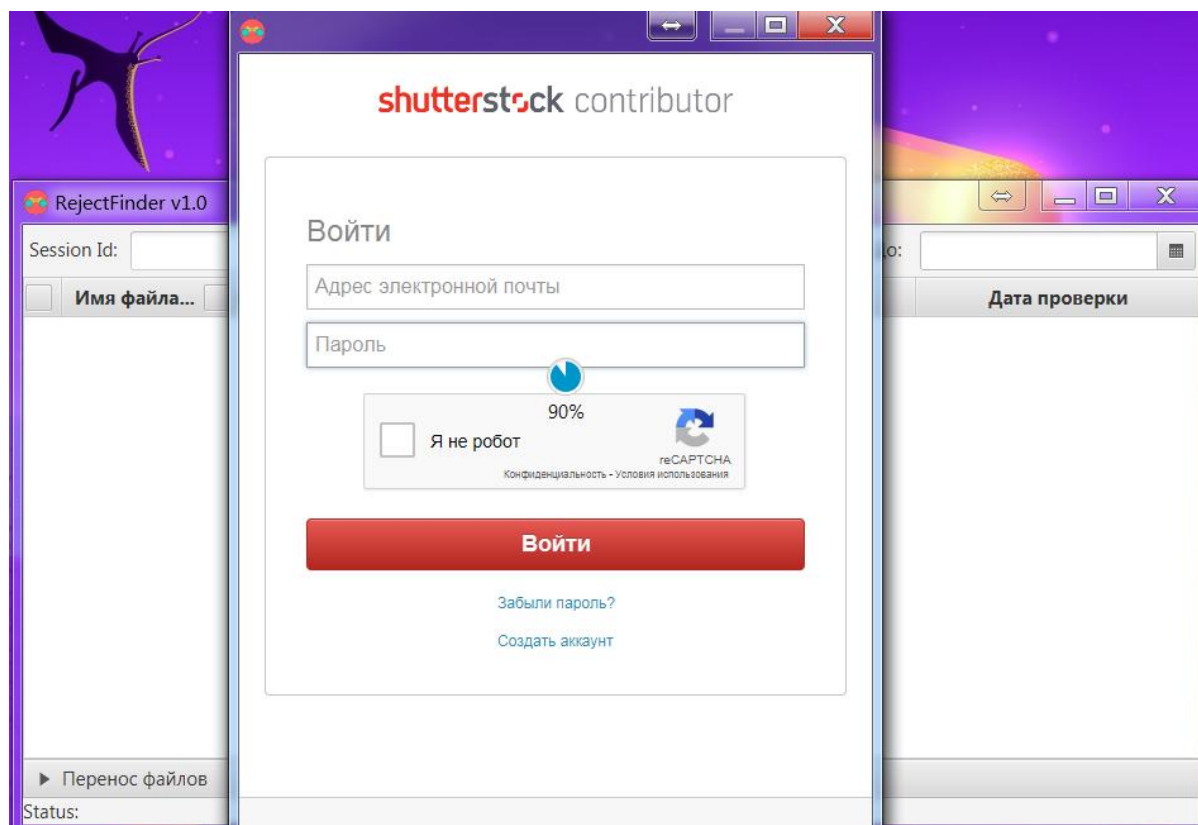 shutterstock contributor
RejectFinder v1.0
Session Id:
Имя файла...
Дата проверки
Войти
Адрес электронной почты
Пароль
90%
Я не робот
reCAPTCHA
Конфиденциальность - Условия использования
Войти
Забыли пароль?
Создать аккаунт
Перенос файлов
Status: